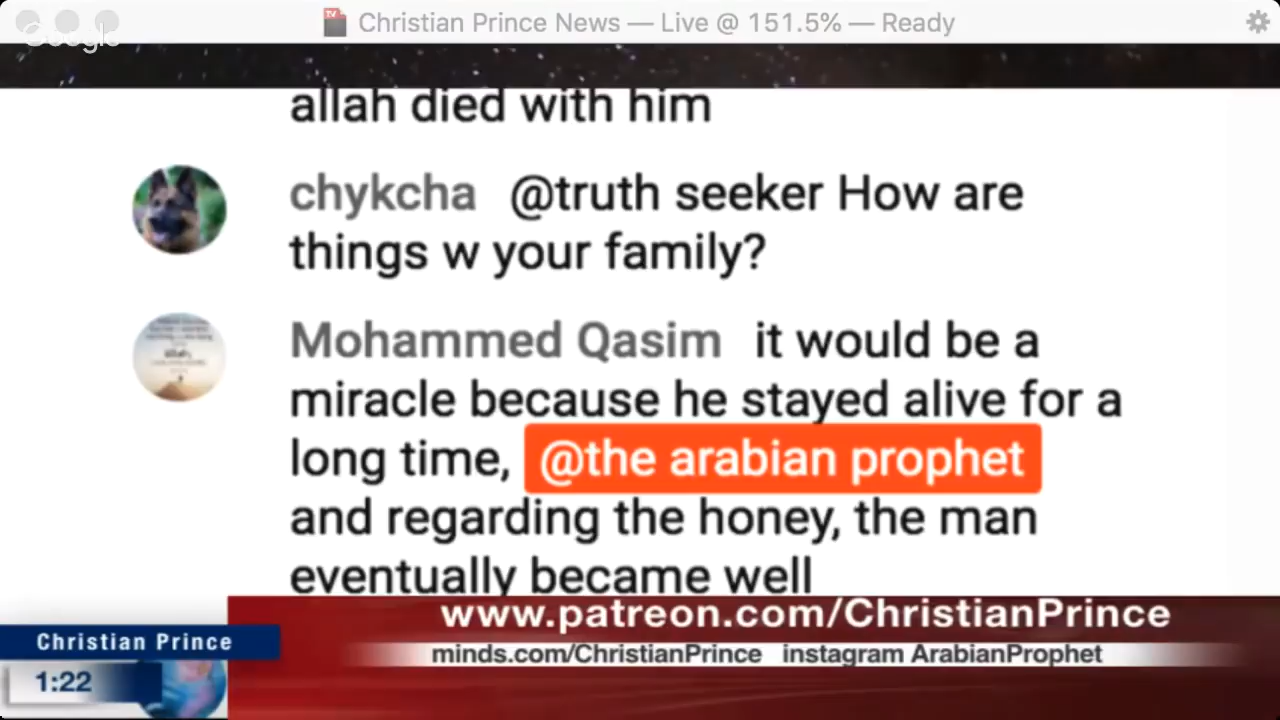 Christian Prince News — Live @ 151.5% — Ready
Google
allah died with him
chykcha @truth seeker How are
things w your family?
Mohammed Qasim it would be a
miracle because he stayed alive for a
long time, @the arabian prophet
and regarding the honey, the man
eventually became well
www.patreon.com/ChristianPrince
Christian Prince
minds.com/ChristianPrince instagram ArabianProphet
1:22